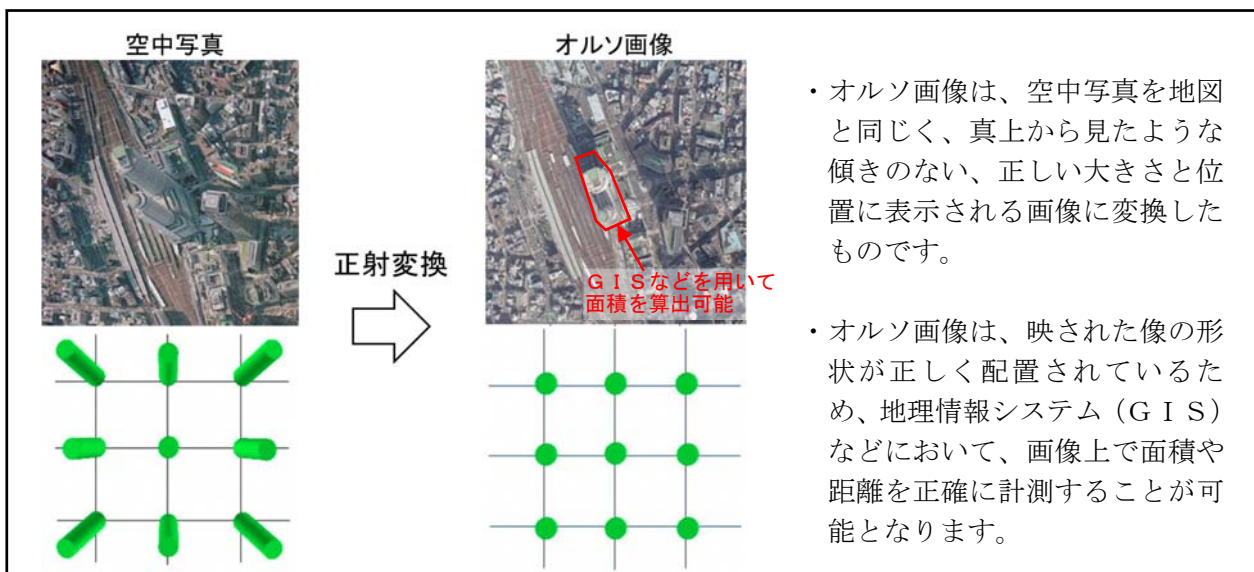 空中写真
オルソ画像
正射変換
ＧＩＳなどを用いて
面積を算出可能
・オルソ画像は、空中写真を地図
と同じく、真上から見たような
傾きのない、正しい大きさと位
置に表示される画像に変換した
ものです。
・オルソ画像は、映された像の形
状が正しく配置されているた
め、地理情報システム（ＧＩＳ）
などにおいて、画像上で面積や
距離を正確に計測することが可
能となります。